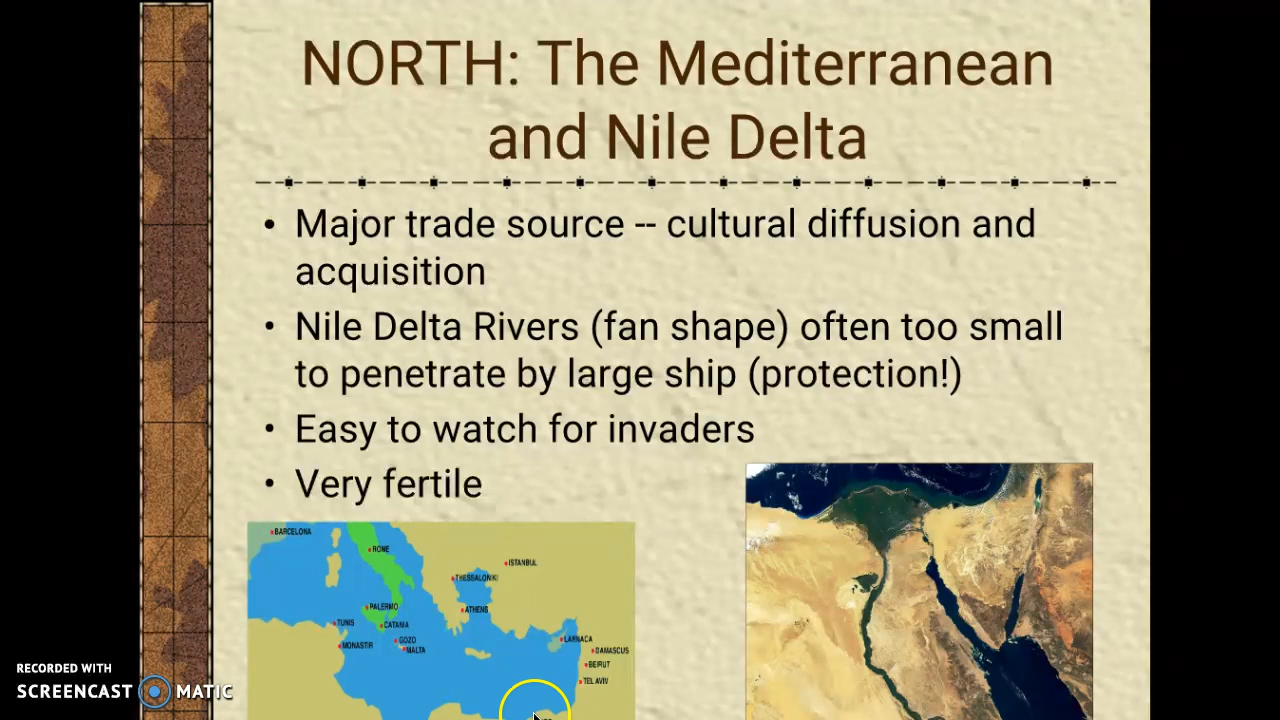 NORTH: The Mediterranean
and Nile Delta
• Major trade source -- cultural diffusion and
acquisition
• Nile Delta Rivers (fan shape) often too small
to penetrate by large ship (protection!)
• Easy to watch for invaders
• Very fertile
BARCELONA
ROME
ISTANBUL
THESSALONIKI
PALERMO
ATHENS
TUNIS
CATANIA
MONASTIR
GOZO
MALTA
LARNACA
DAMASCUS
BEIRUT
TEL AVIV
RECORDED WITH
SCREENCAST MATIC